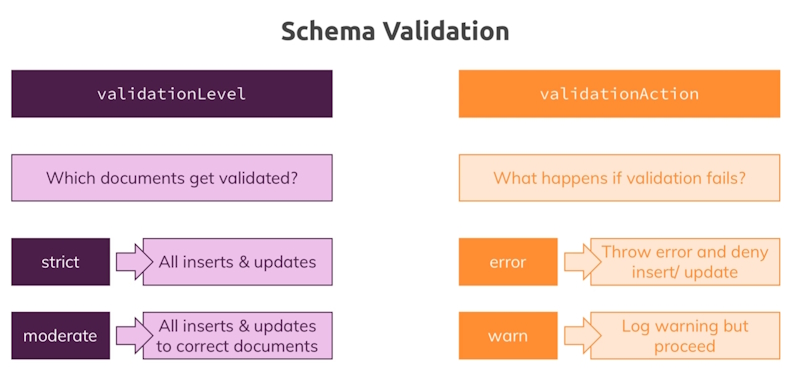 Schema Validation
validationLevel
validationAction
Which documents get validated?
What happens if validation fails?
strict
All inserts & updates
error
Throw error and deny
insert/ update
moderate
All inserts & updates
to correct documents
warn
Log warning but
proceed